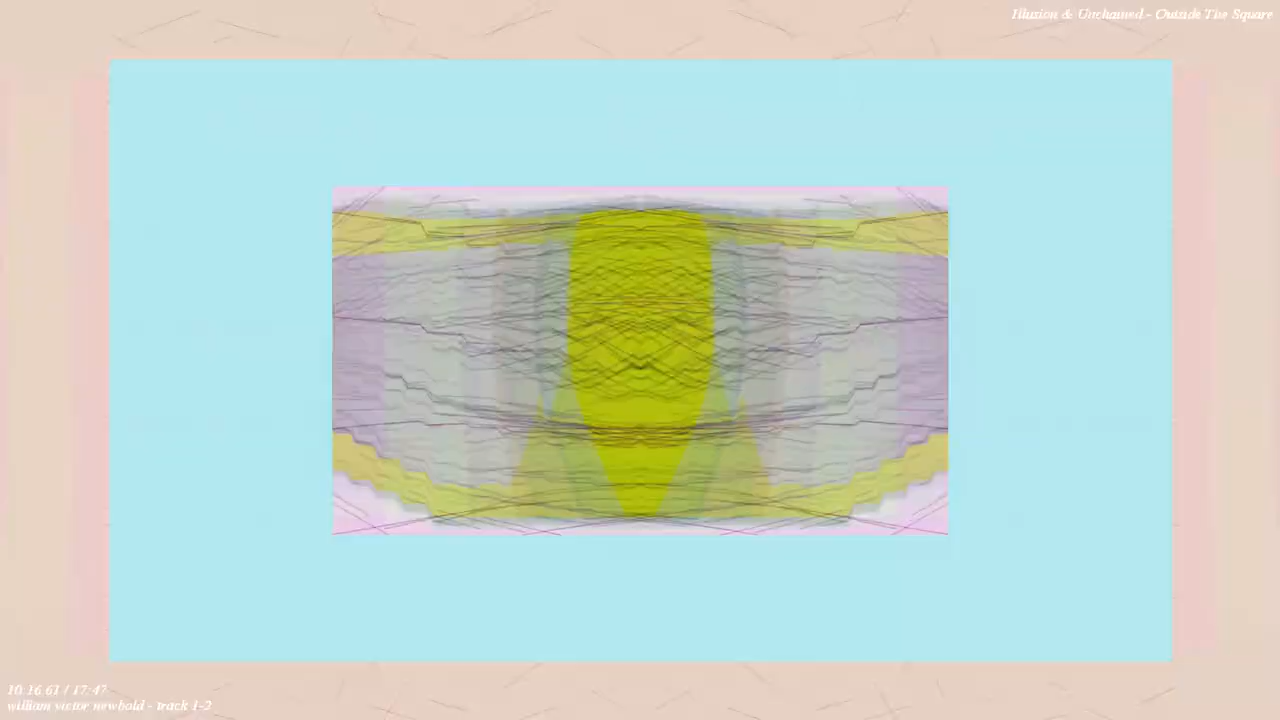 Illusion & Unchained - Outside The Square
10.16.61 / 17:47
william victor newbold - track 1-2